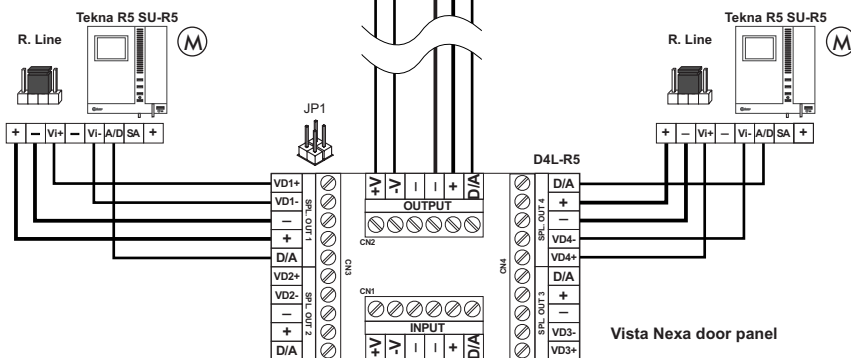 Tekna R5 SU-R5
R. Line
M
+ – Vi+ – Vi- A/D SA +
JP1
Tekna R5 SU-R5
R. Line
M
+ – Vi+ – Vi- A/D SA +
D4L-R5
VD1+
VD1-
–
+
D/A
SPL. OUT 1
VD2+
VD2-
–
+
D/A
SPL. OUT 2
CN3
+V -V – – + D/A
OUTPUT
CN2
CN1
INPUT
+V -V – – + D/A
CN4
D/A
+
–
VD4-
VD4+
SPL. OUT 4
D/A
+
–
VD3-
VD3+
SPL. OUT 3
Vista Nexa door panel